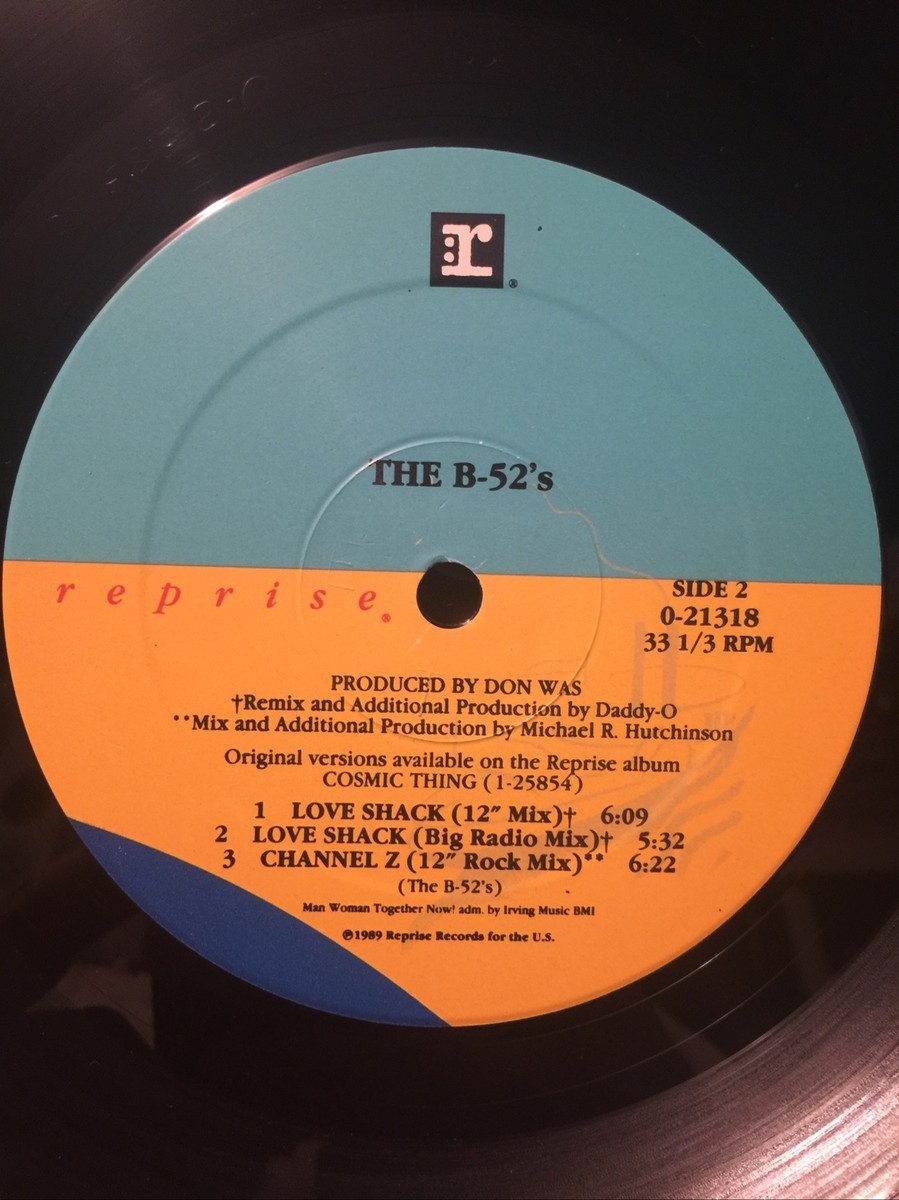 :r
®
THE B-52's
reprise®
SIDE 2
0-21318
33 1/3 RPM
PRODUCED BY DON WAS
†Remix and Additional Production by Daddy-O
**Mix and Additional Production by Michael R. Hutchinson
Original versions available on the Reprise album
COSMIC THING (1-25854)
1 LOVE SHACK (12″ Mix)† 6:09
2 LOVE SHACK (Big Radio Mix)† 5:32
3 CHANNEL Z (12″ Rock Mix)** 6:22
(The B-52's)
Man Woman Together Now! adm. by Irving Music BMI
℗1989 Reprise Records for the U.S.